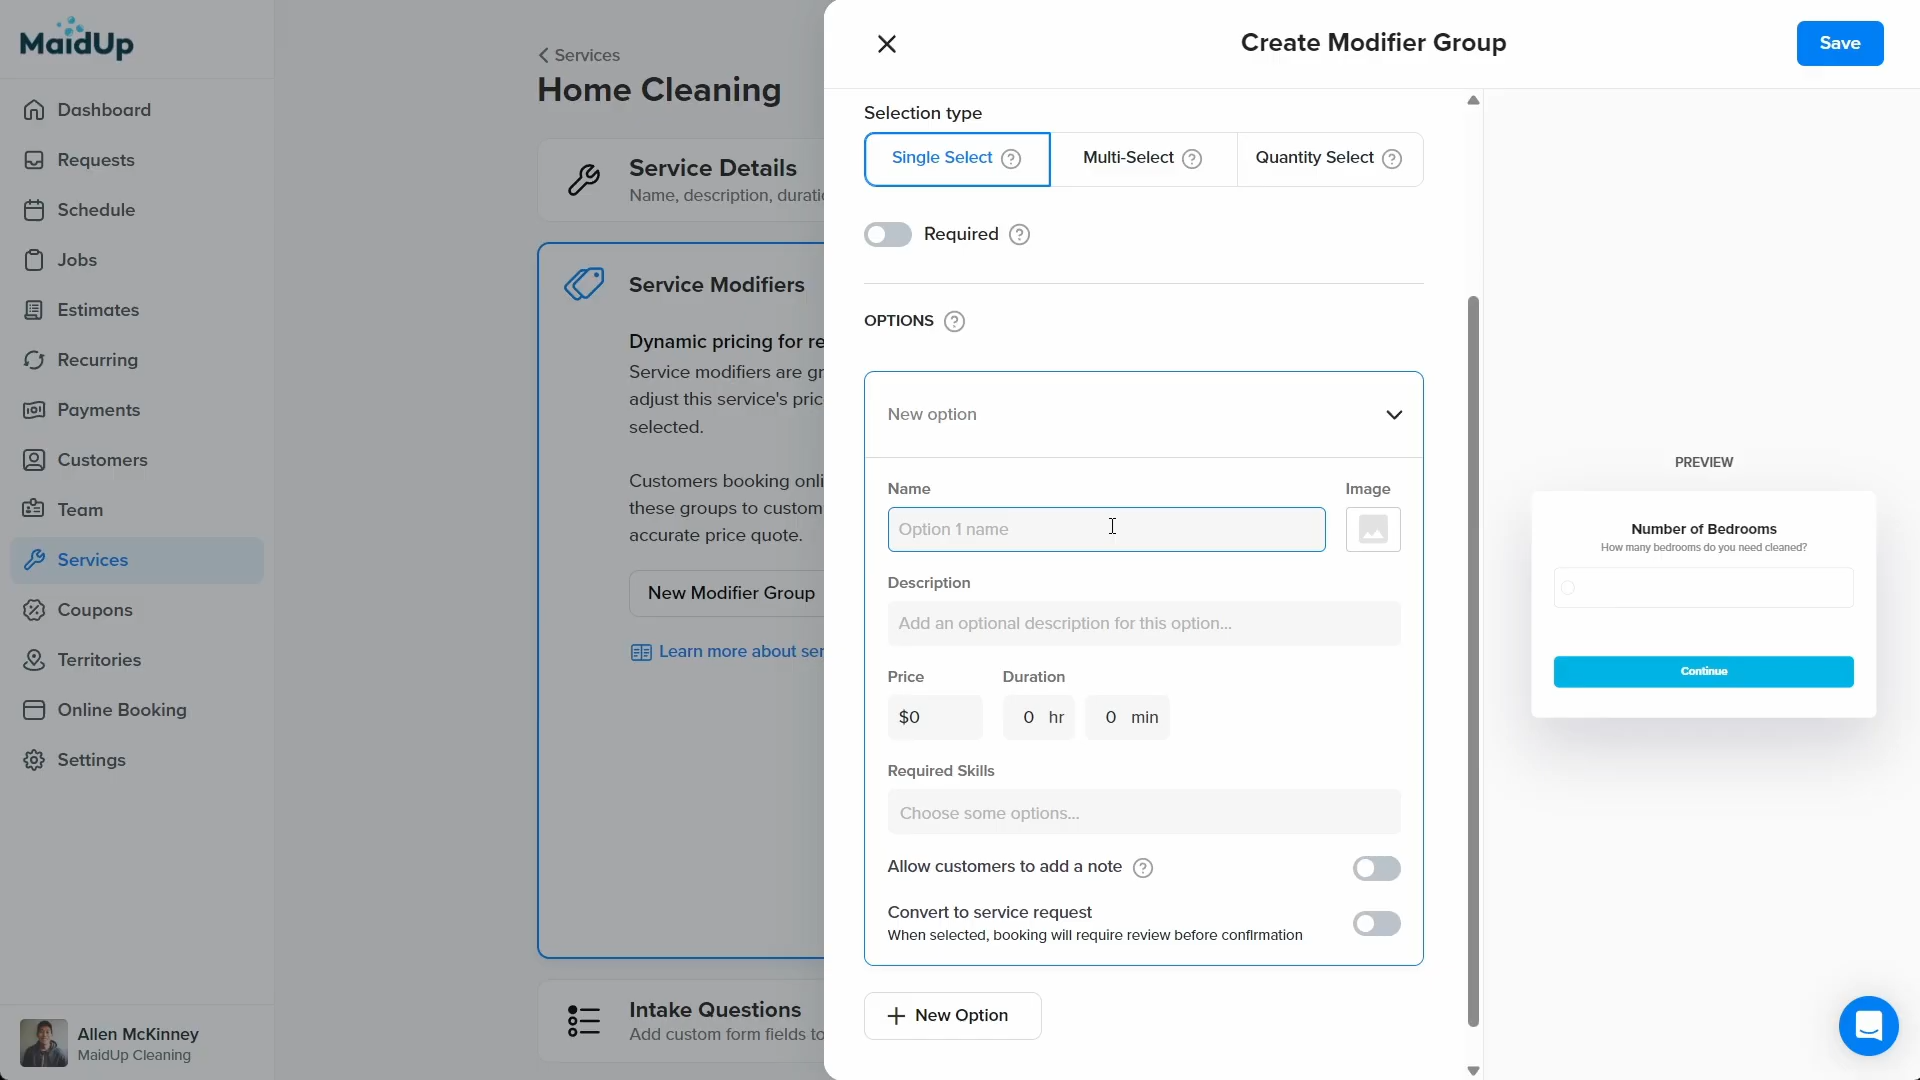 MaidUp
Dashboard
Requests
Schedule
Jobs
Estimates
Recurring
Payments
Customers
Team
Services
Coupons
Territories
Online Booking
Settings
Allen McKinney
MaidUp Cleaning
Services
Home Cleaning
Service Details
Name, description, duratio
Service Modifiers
Dynamic pricing for re
Service modifiers are gr
adjust this service's pric
selected.
Customers booking onli
these groups to custom
accurate price quote.
New Modifier Group
Learn more about ser
Intake Questions
Add custom form fields to
Create Modifier Group
Save
Selection type
Single Select ?
Multi-Select ?
Quantity Select ?
Required ?
OPTIONS ?
New option
Name
Image
Option 1 name
Description
Add an optional description for this option...
Price
Duration
$0
0 hr
0 min
Required Skills
Choose some options...
Allow customers to add a note ?
Convert to service request
When selected, booking will require review before confirmation
New Option
PREVIEW
Number of Bedrooms
How many bedrooms do you need cleaned?
Continue